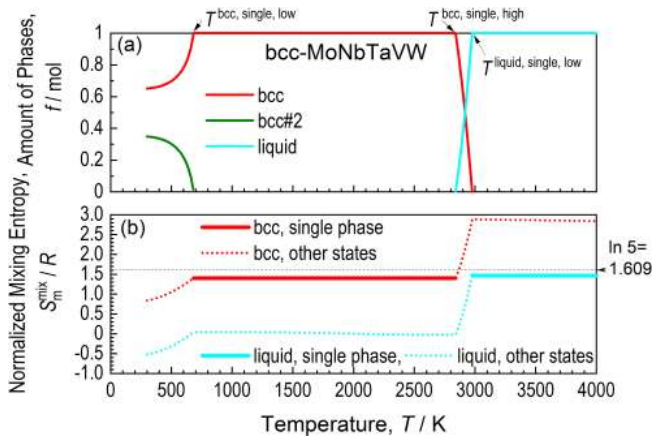 T^bcc, single, low
T^bcc, single, high
(a)
bcc-MoNbTaVW
T^liquid, single, low
bcc
bcc#2
liquid
Amount of Phases,
f / mol
1
0.8
0.6
0.4
0.2
0
(b)
bcc, single phase
bcc, other states
ln 5=
1.609
liquid, single phase,
liquid, other states
Normalized Mixing Entropy,
S_m^mix / R
3.0
2.5
2.0
1.5
1.0
0.5
0
-0.5
-1.0
0 500 1000 1500 2000 2500 3000 3500 4000
Temperature, T / K